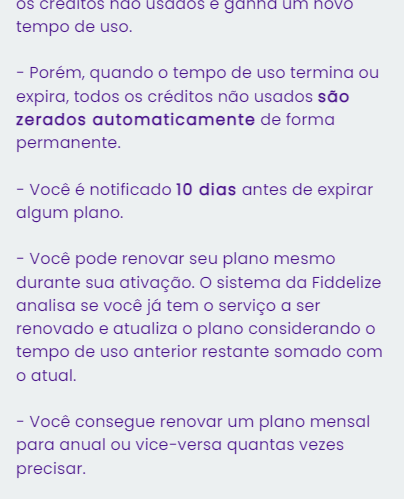 os créditos não usados e ganha um novo
tempo de uso.
- Porém, quando o tempo de uso termina ou
expira, todos os créditos não usados são
zerados automaticamente de forma
permanente.
- Você é notificado 10 dias antes de expirar
algum plano.
- Você pode renovar seu plano mesmo
durante sua ativação. O sistema da Fiddelize
analisa se você já tem o serviço a ser
renovado e atualiza o plano considerando o
tempo de uso anterior restante somado com
o atual.
- Você consegue renovar um plano mensal
para anual ou vice-versa quantas vezes
precisar.